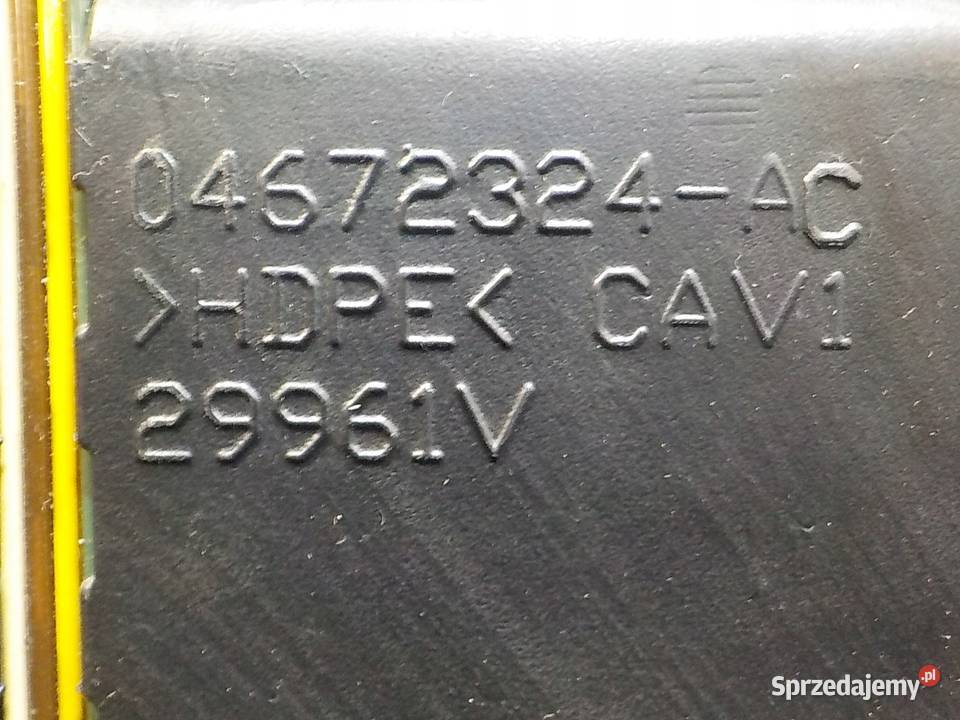 04672324-AC
>HDPE< CAV1
29961V
Sprzedajemy.pl